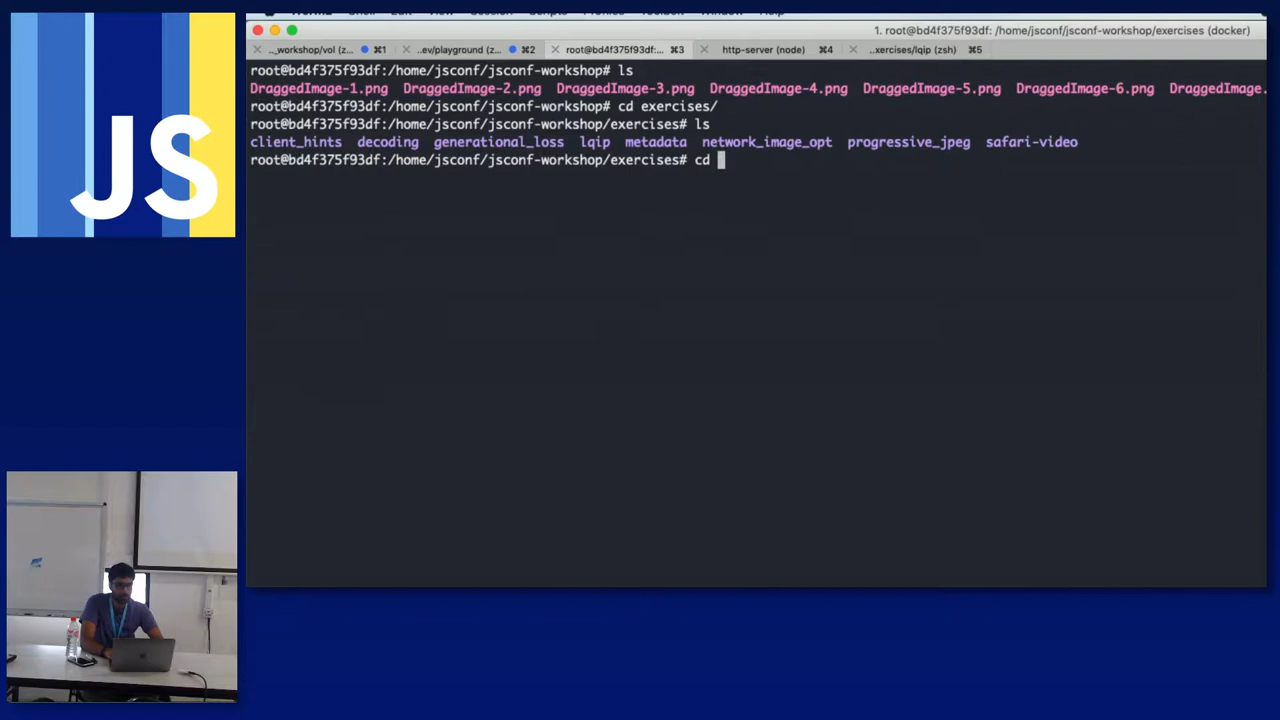 JS
1. root@bd4f375f93df: /home/jsconf/jsconf-workshop/exercises (docker)
.._workshop/vol (z... ⌘1 ..ev/playground (z... ⌘2 root@bd4f375f93df:... ⌘3 http-server (node) ⌘4 ..xercises/lqip (zsh) ⌘5
root@bd4f375f93df:/home/jsconf/jsconf-workshop# ls
DraggedImage-1.png DraggedImage-2.png DraggedImage-3.png DraggedImage-4.png DraggedImage-5.png DraggedImage-6.png DraggedImage.
root@bd4f375f93df:/home/jsconf/jsconf-workshop# cd exercises/
root@bd4f375f93df:/home/jsconf/jsconf-workshop/exercises# ls
client_hints decoding generational_loss lqip metadata network_image_opt progressive_jpeg safari-video
root@bd4f375f93df:/home/jsconf/jsconf-workshop/exercises# cd